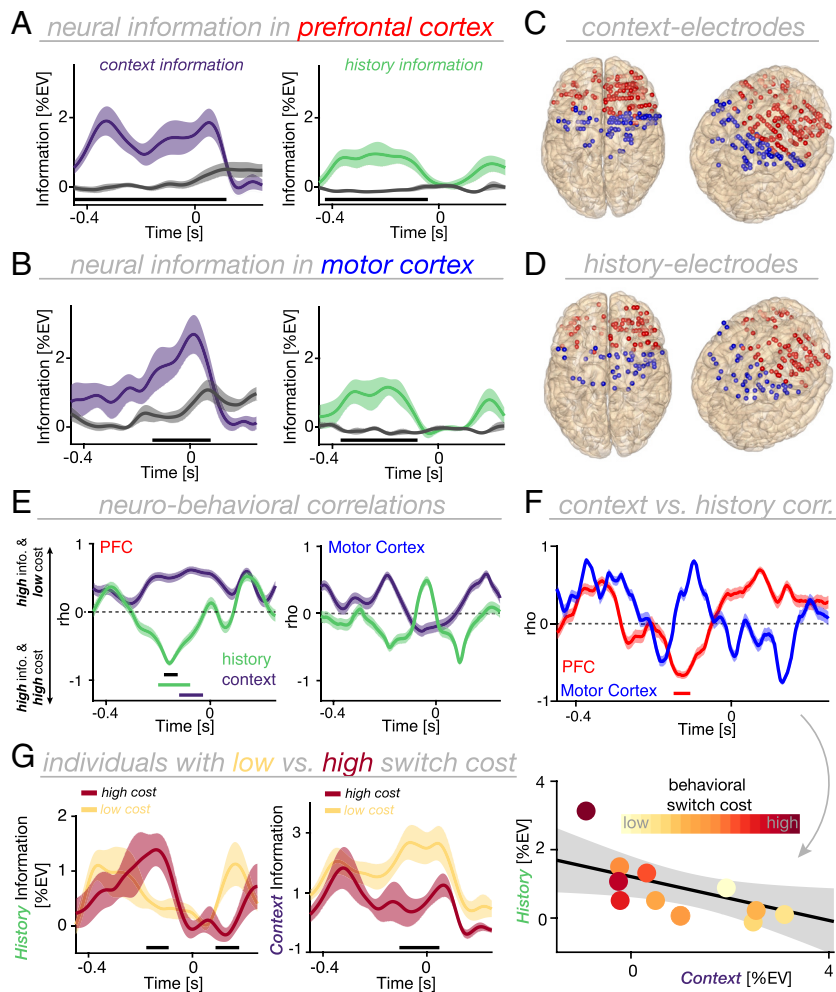 A neural information in prefrontal cortex
context information
history information
Information [%EV]
2
0
-0.4
0
Time [s]
Information [%EV]
2
0
-0.4
0
Time [s]
C context-electrodes
B neural information in motor cortex
Information [%EV]
2
0
-0.4
0
Time [s]
Information [%EV]
2
0
-0.4
0
Time [s]
D history-electrodes
E neuro-behavioral correlations
high info. &
low cost
high info. &
high cost
PFC
rho
1
0
-1
-0.4
0
history
context
Time [s]
Motor Cortex
rho
1
0
-1
-0.4
0
Time [s]
F context vs. history corr.
rho
1
0
-1
-0.4
0
PFC
Motor Cortex
Time [s]
G individuals with low vs. high switch cost
high cost
low cost
History Information
[%EV]
2
1
0
-0.4
0
Time [s]
high cost
low cost
Context Information
[%EV]
3
1
-1
-0.4
0
Time [s]
behavioral
switch cost
low
high
History [%EV]
4
2
0
0
4
Context [%EV]